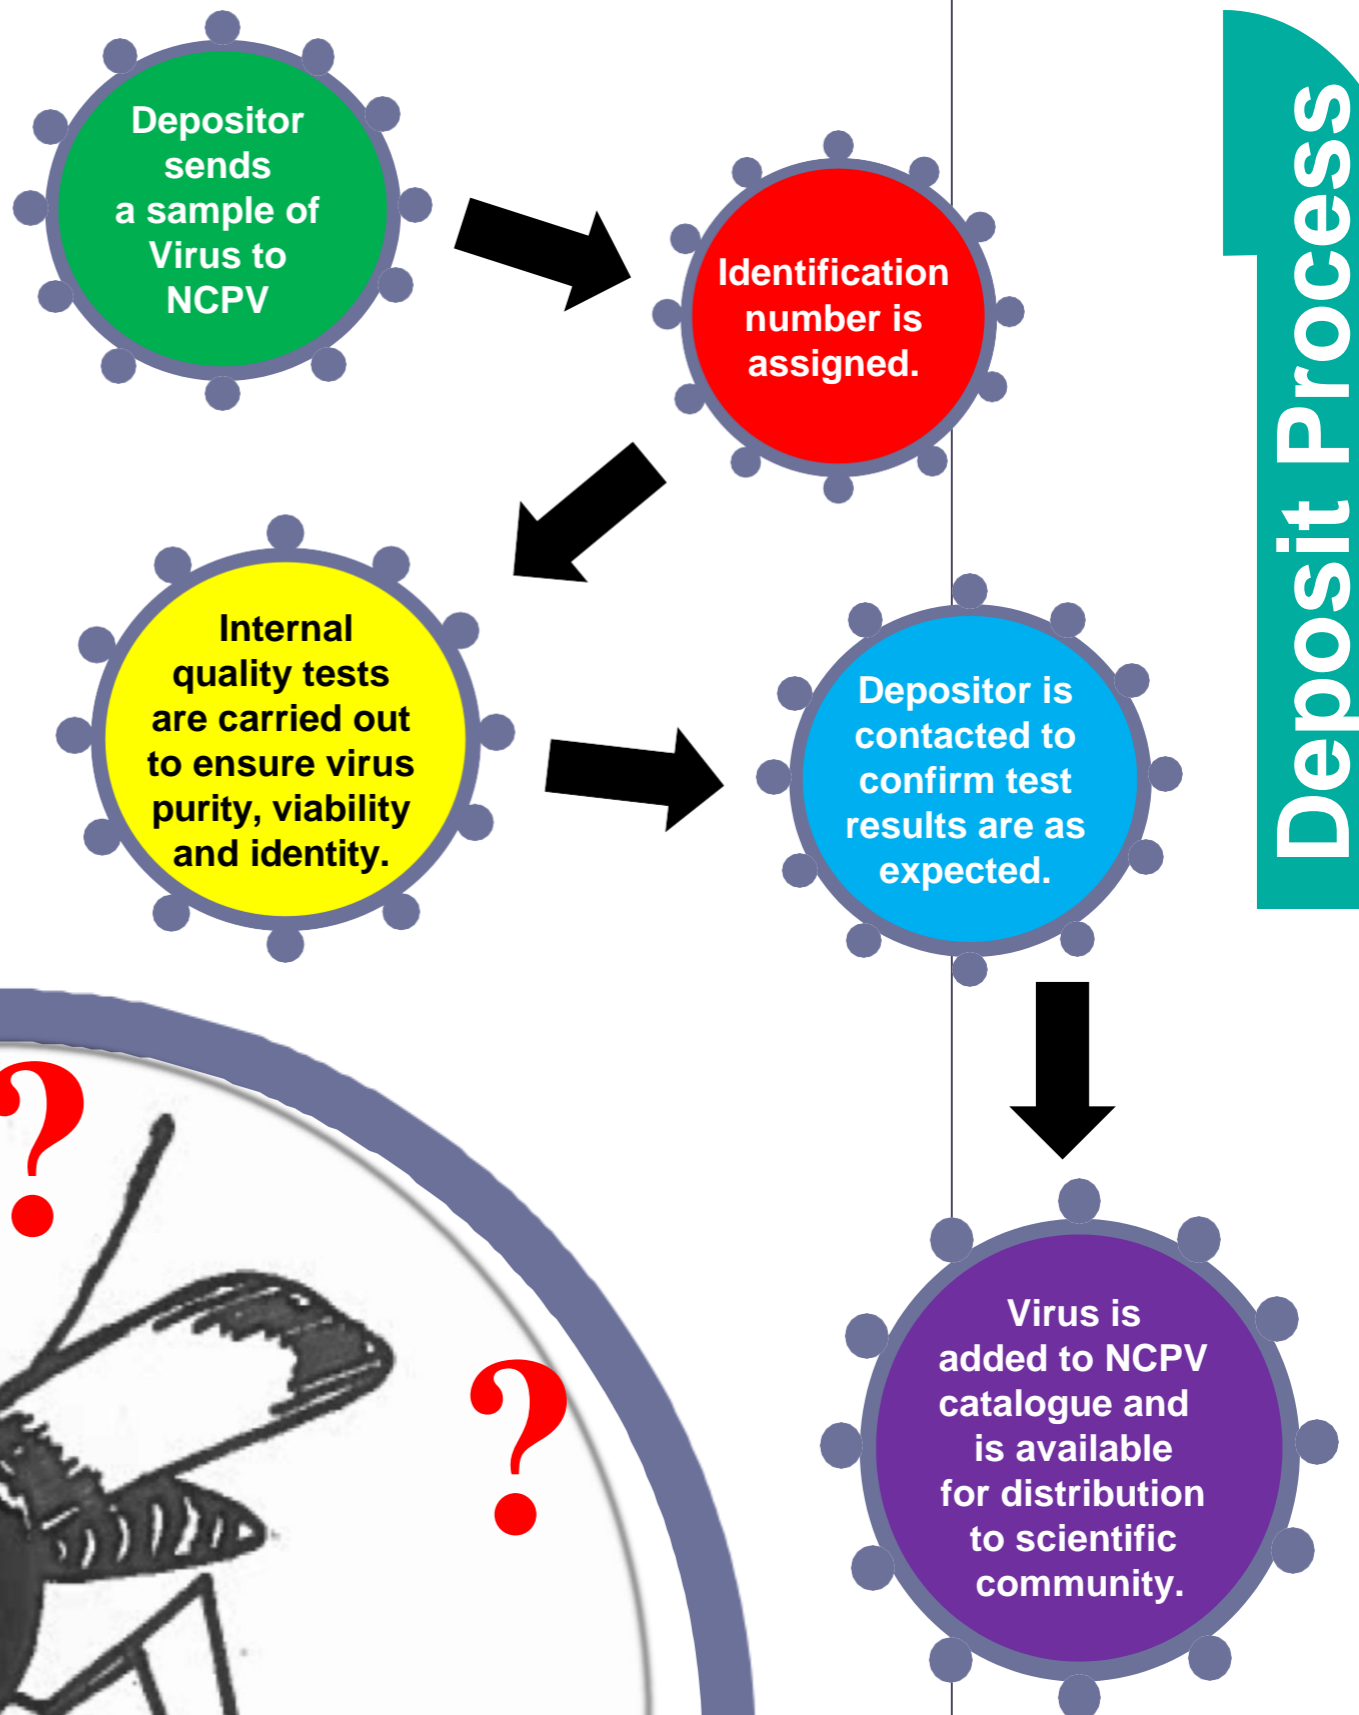 Deposit Process
Depositor
sends
a sample of
Virus to
NCPV
Identification
number is
assigned.
Internal
quality tests
are carried out
to ensure virus
purity, viability
and identity.
Depositor is
contacted to
confirm test
results are as
expected.
Virus is
added to NCPV
catalogue and
is available
for distribution
to scientific
community.
?
?